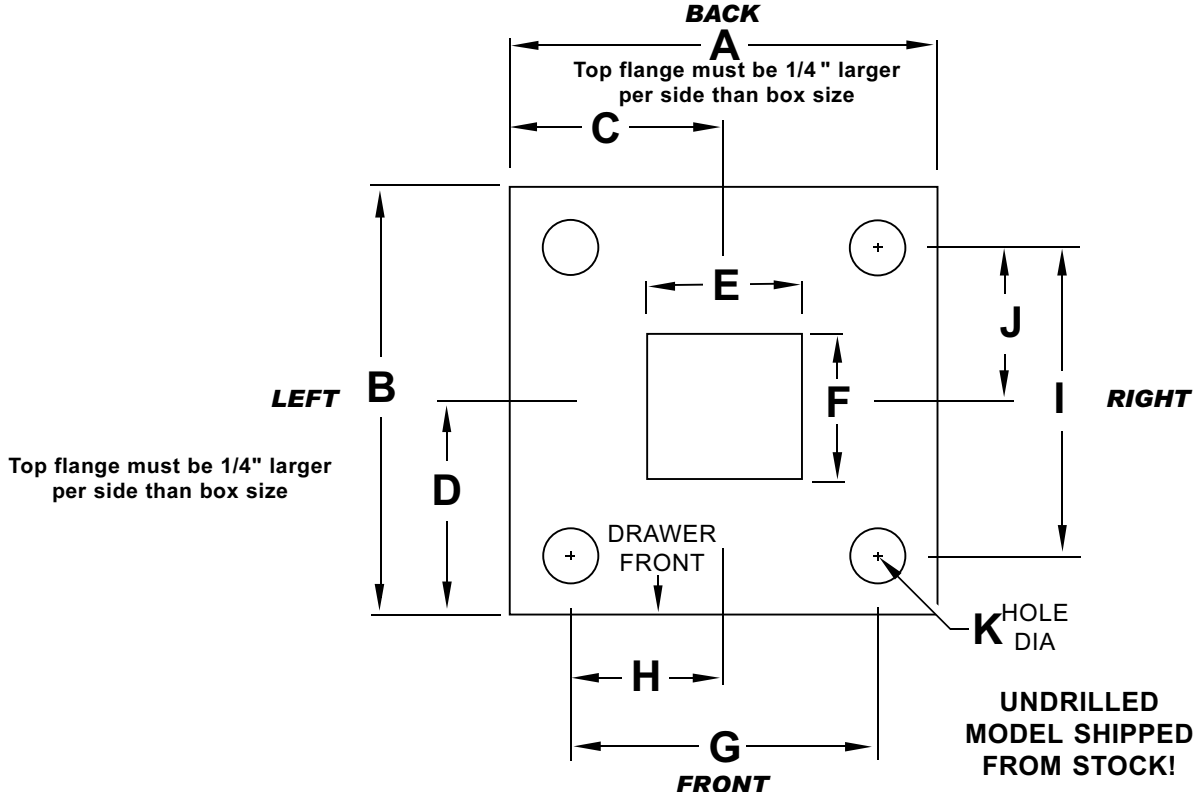 BACK
A
Top flange must be 1/4" larger
per side than box size
C
E
J
B
LEFT
F
I
RIGHT
Top flange must be 1/4" larger
per side than box size
D
DRAWER
FRONT
K
HOLE
DIA
H
UNDRILLED
MODEL SHIPPED
FROM STOCK!
G
FRONT